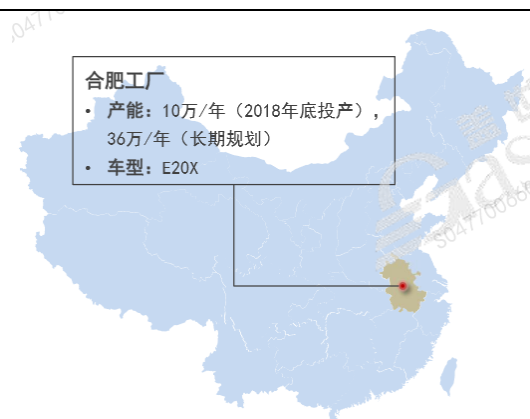 合肥工厂
• 产能：10万/年（2018年底投产），
36万/年（长期规划）
• 车型：E20X